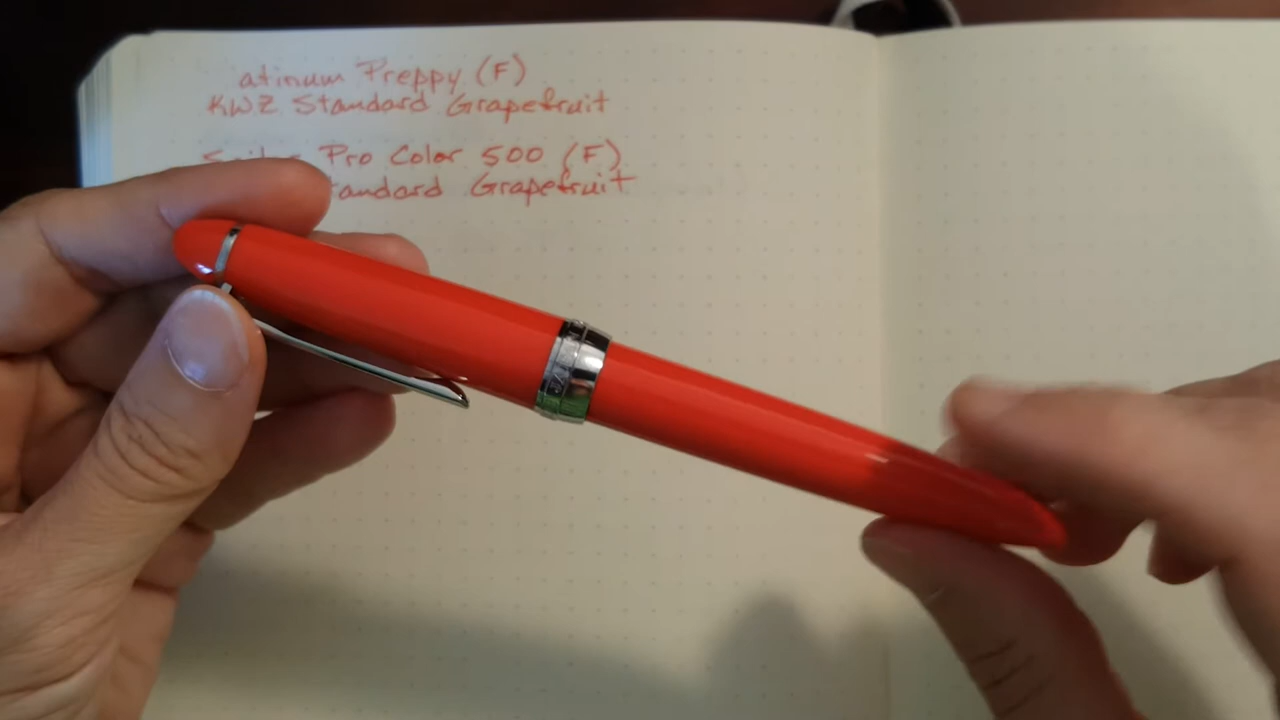 atinum Preppy (F)
KWZ Standard Grapefruit
Pro Color 500 (F)
tandard Grapefruit